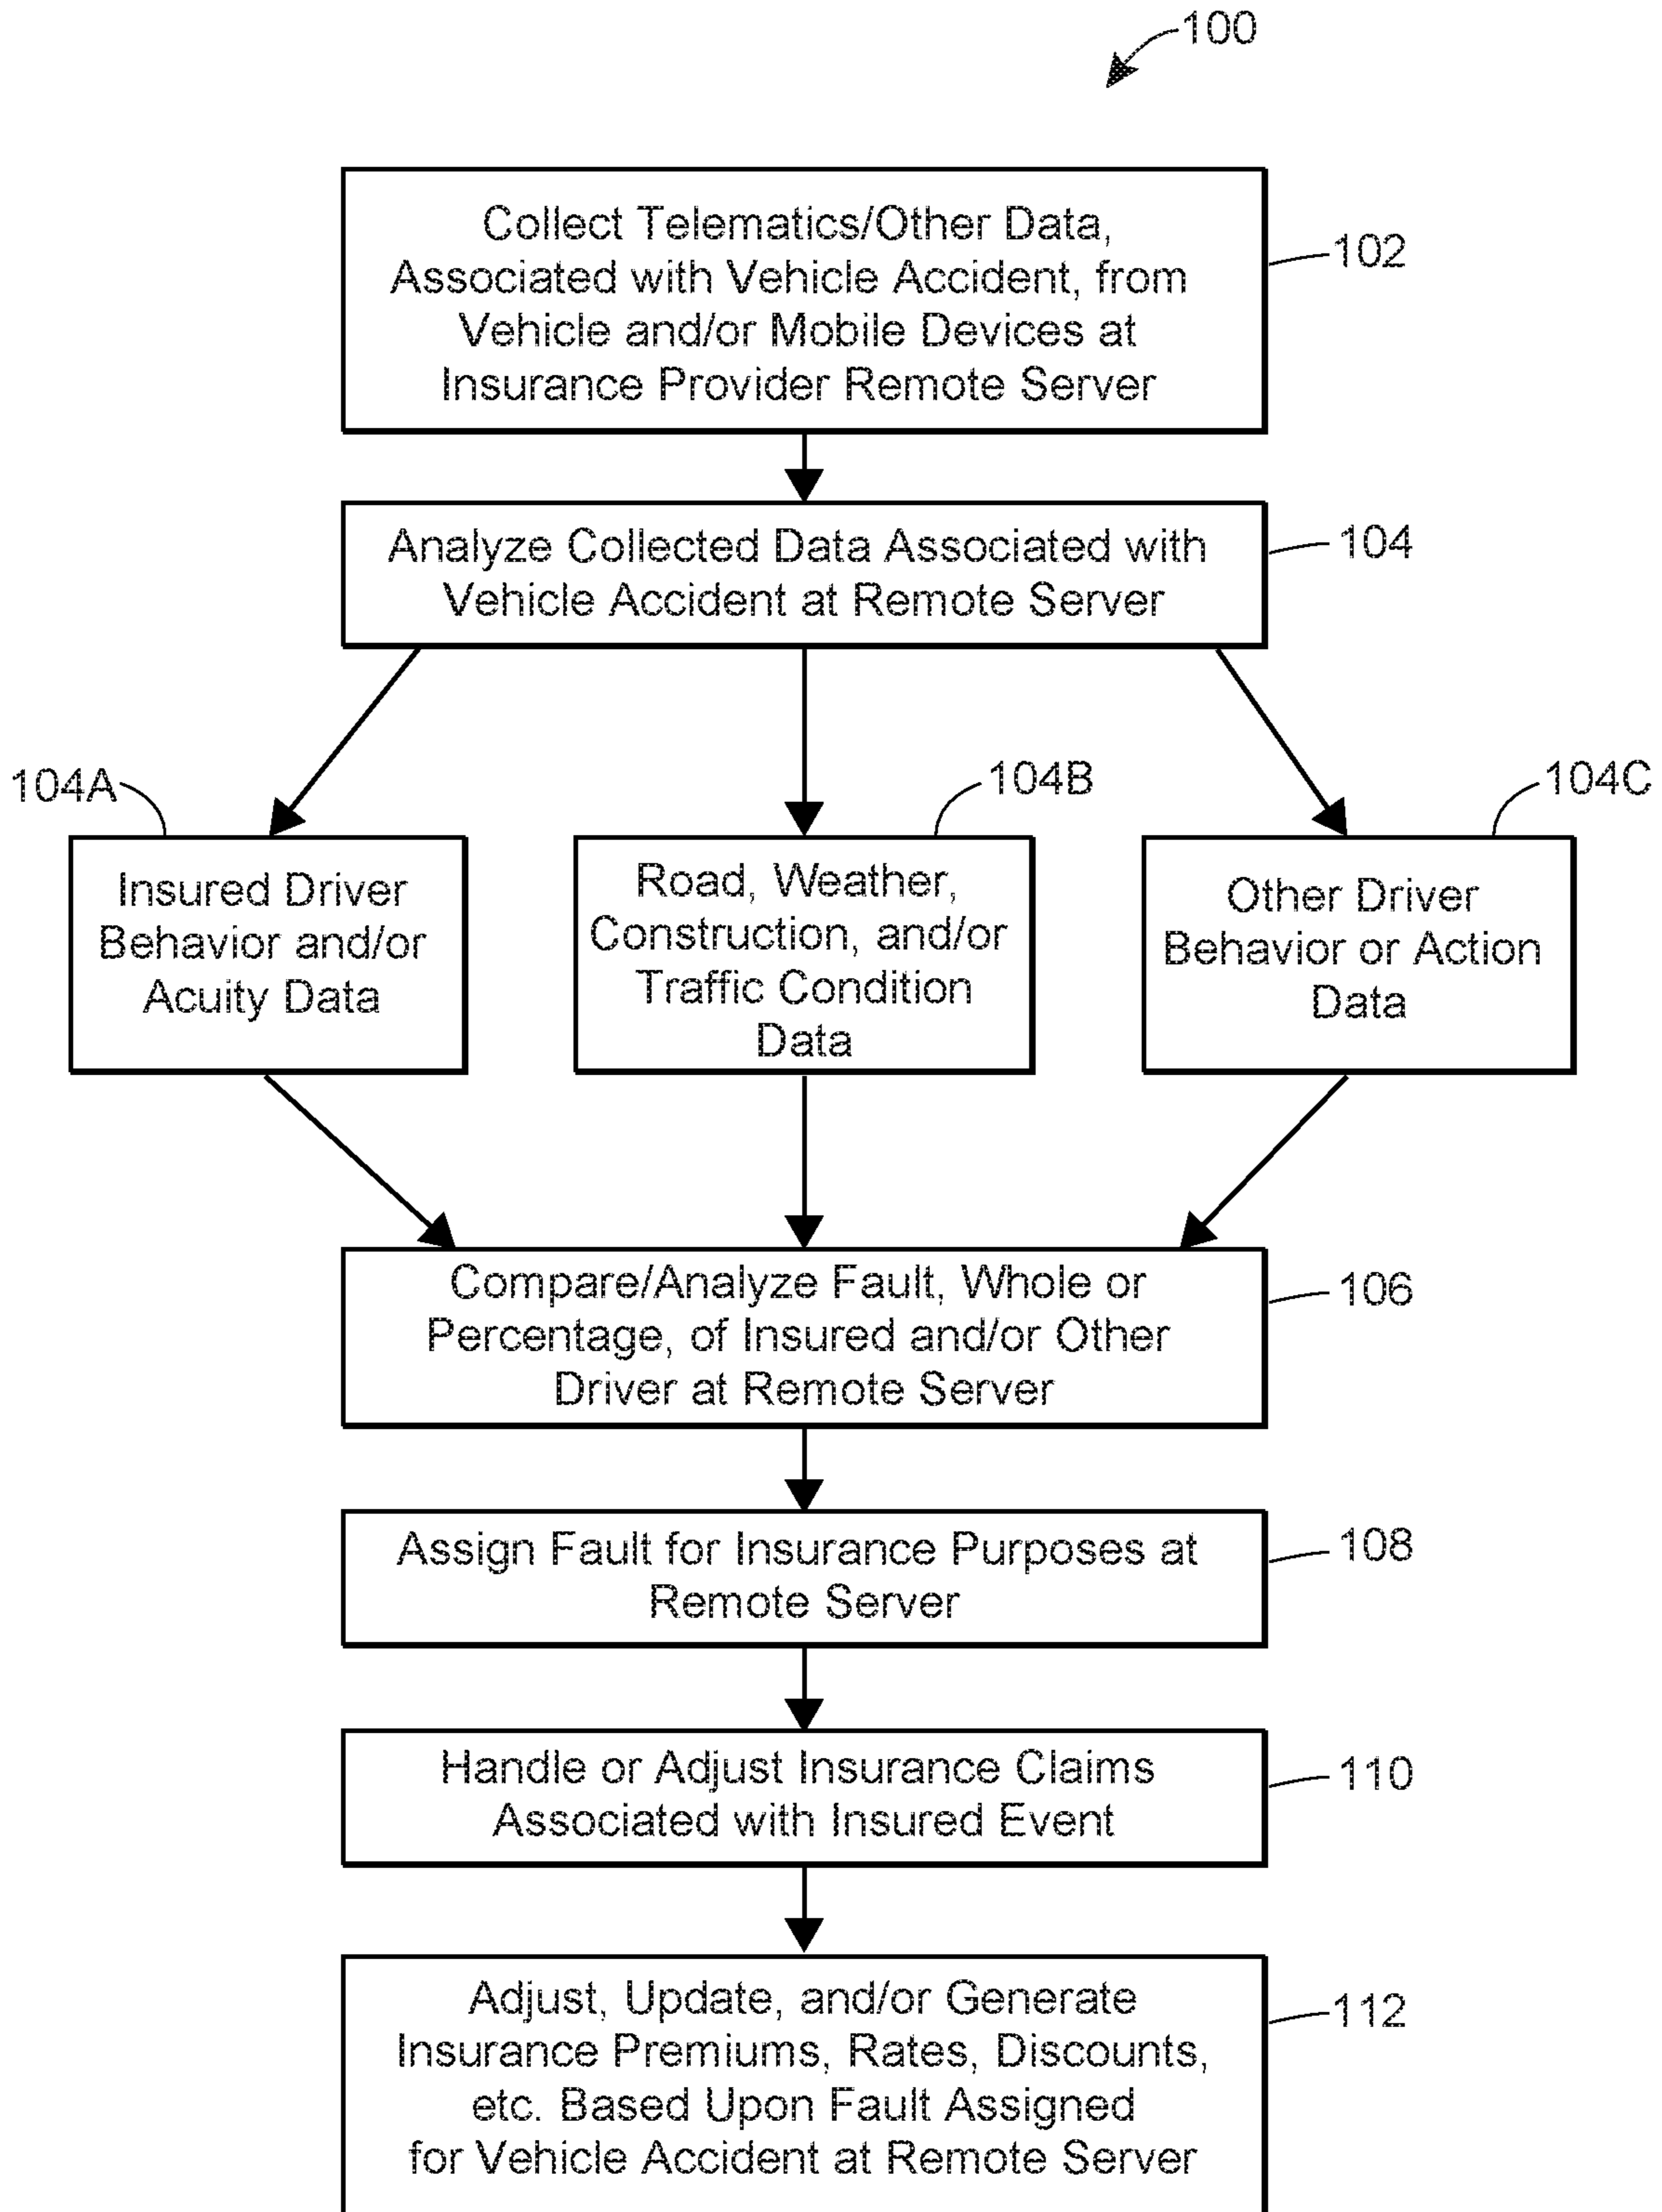 100
Collect Telematics/Other Data,
Associated with Vehicle Accident, from
Vehicle and/or Mobile Devices at
Insurance Provider Remote Server
102
Analyze Collected Data Associated with
Vehicle Accident at Remote Server
104
104A
Insured Driver
Behavior and/or
Acuity Data
104B
Road, Weather,
Construction, and/or
Traffic Condition
Data
104C
Other Driver
Behavior or Action
Data
Compare/Analyze Fault, Whole or
Percentage, of Insured and/or Other
Driver at Remote Server
106
Assign Fault for Insurance Purposes at
Remote Server
108
Handle or Adjust Insurance Claims
Associated with Insured Event
110
Adjust, Update, and/or Generate
Insurance Premiums, Rates, Discounts,
etc. Based Upon Fault Assigned
for Vehicle Accident at Remote Server
112